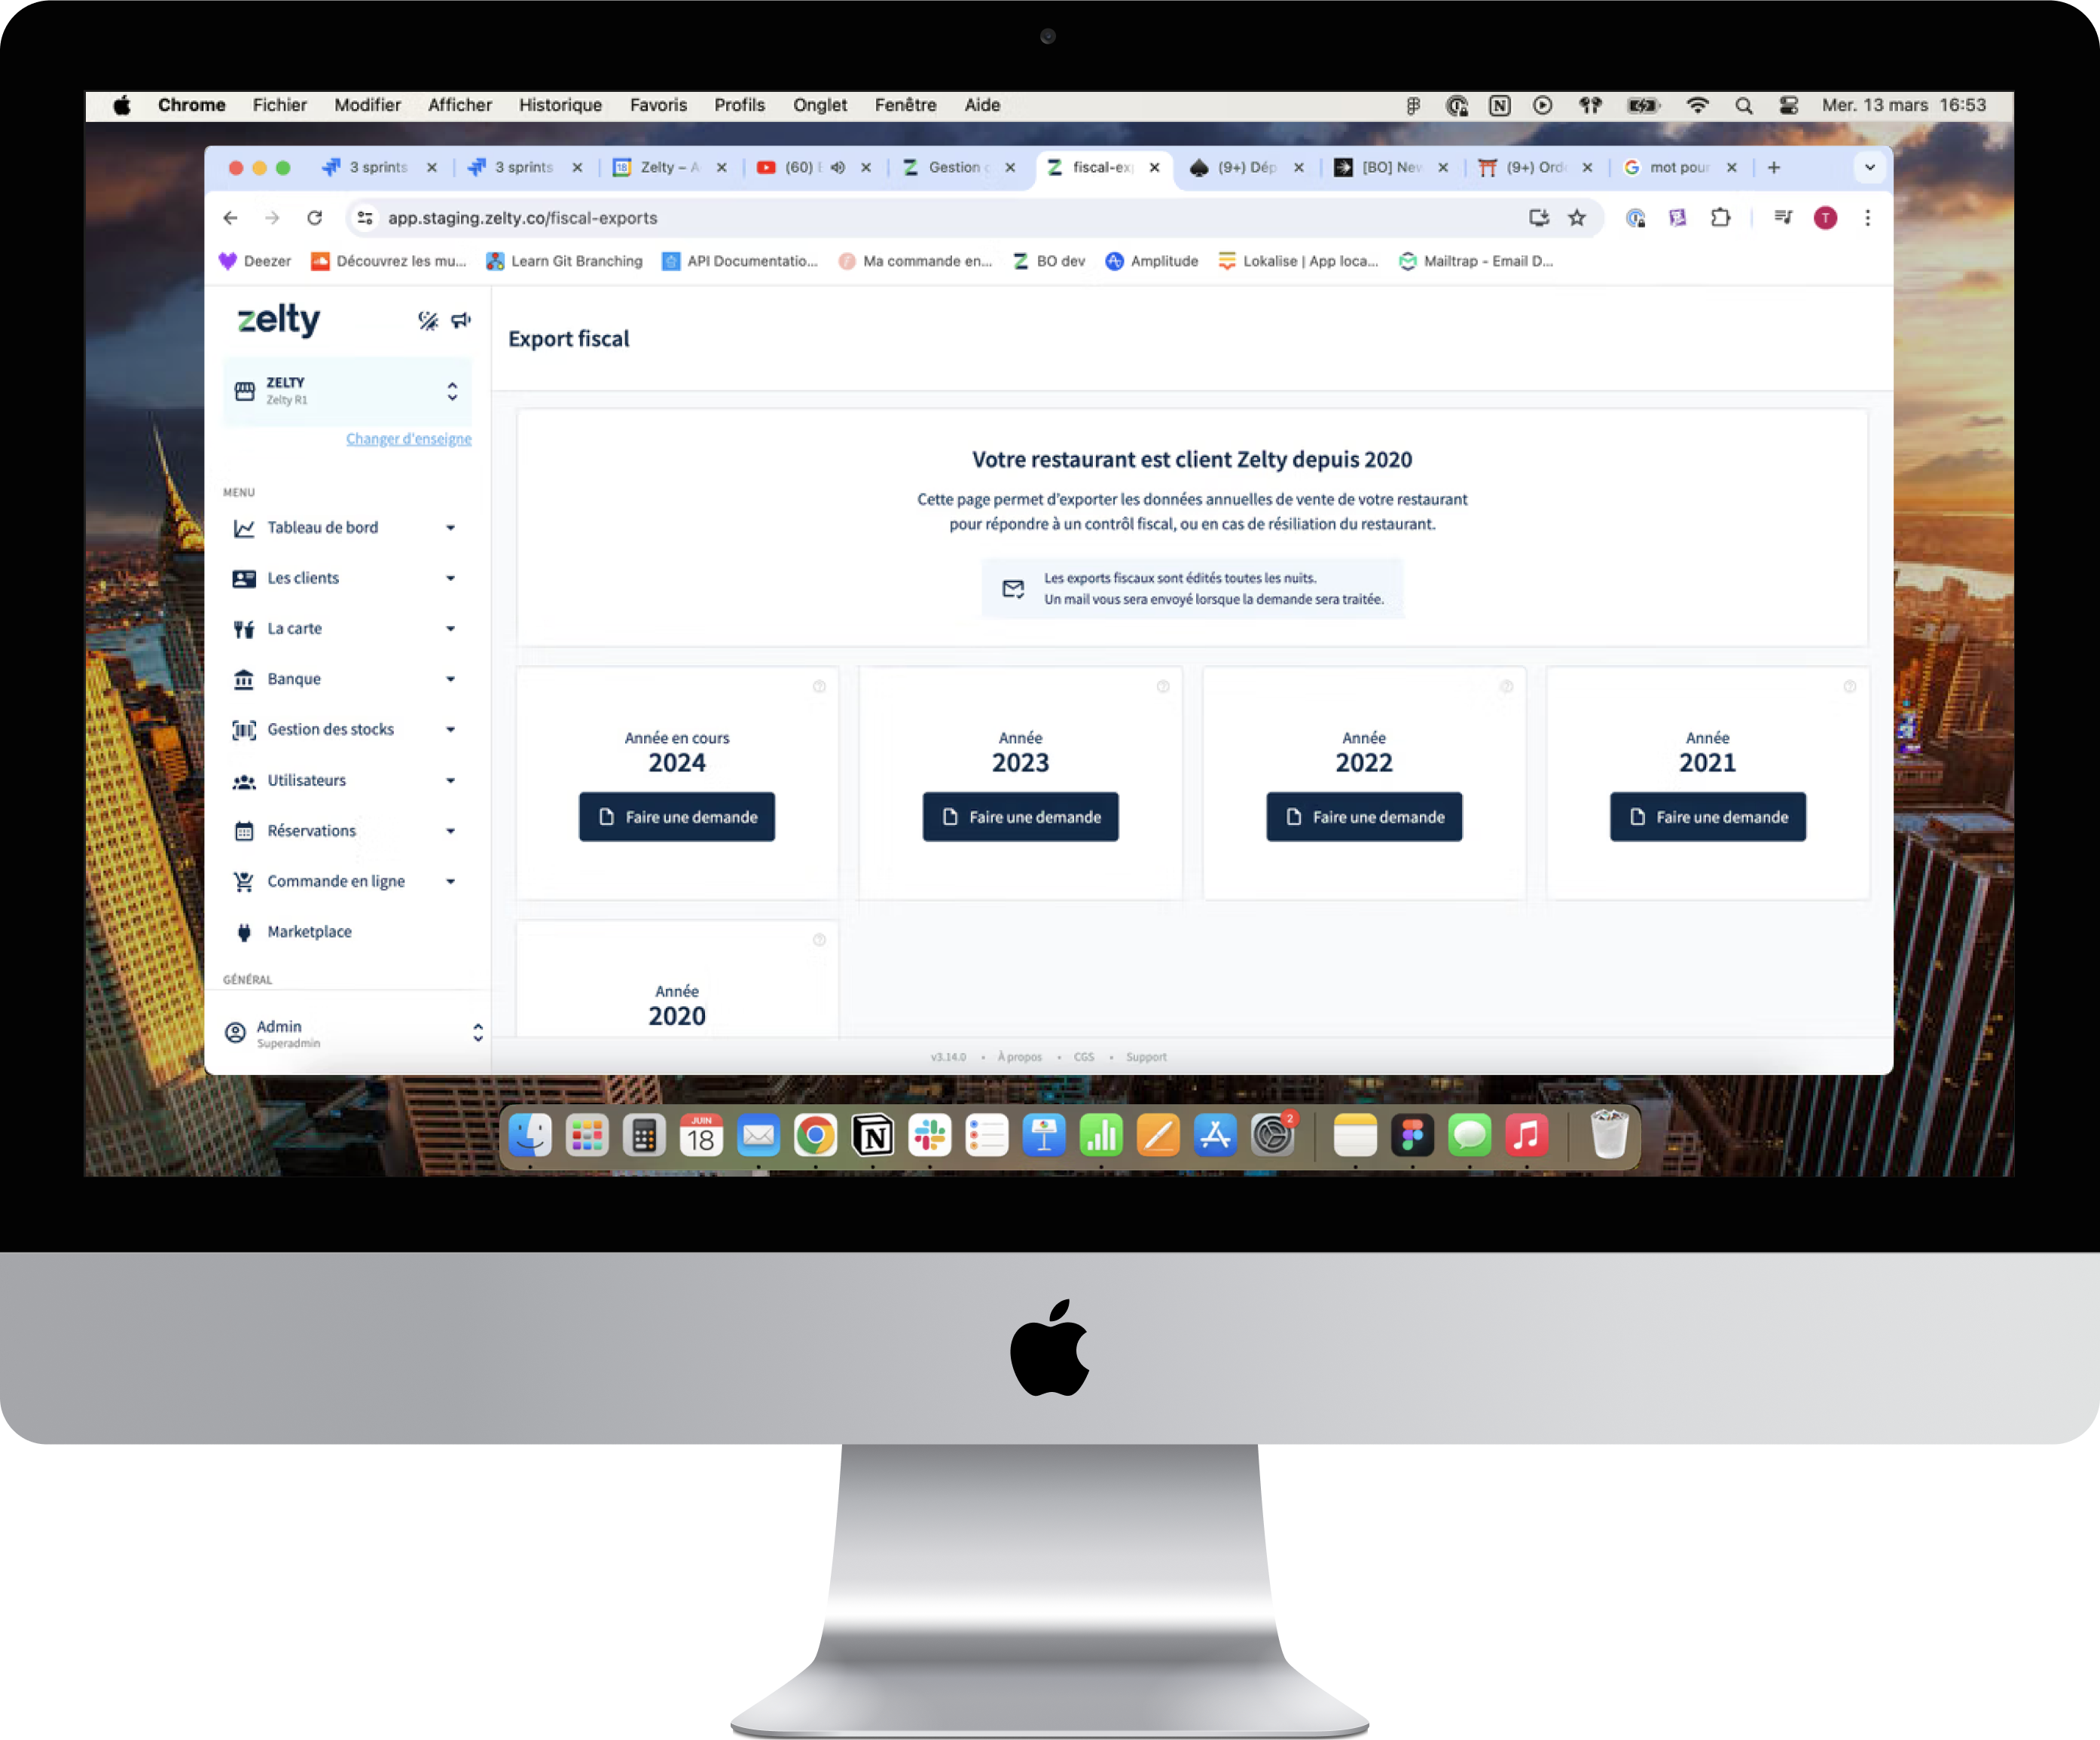 Chrome Fichier Modifier Afficher Historique Favoris Profils Onglet Fenêtre Aide Mer. 13 mars 16:53
3 sprints 3 sprints Zelty – A (60) Gestion fiscal-ex (9+) Dép [BO] New (9+) Ord mot pour
app.staging.zelty.co/fiscal-exports T
Deezer Découvrez les mu... Learn Git Branching API Documentatio... Ma commande en... BO dev Amplitude Lokalise | App loca... Mailtrap - Email D...
zelty
ZELTY
Zelty R1
Changer d'enseigne
MENU
Tableau de bord
Les clients
La carte
Banque
Gestion des stocks
Utilisateurs
Réservations
Commande en ligne
Marketplace
GÉNÉRAL
Admin
Superadmin
Export fiscal
Votre restaurant est client Zelty depuis 2020
Cette page permet d'exporter les données annuelles de vente de votre restaurant
pour répondre à un contrôl fiscal, ou en cas de résiliation du restaurant.
Les exports fiscaux sont édités toutes les nuits.
Un mail vous sera envoyé lorsque la demande sera traitée.
Année en cours
2024
Faire une demande
Année
2023
Faire une demande
Année
2022
Faire une demande
Année
2021
Faire une demande
Année
2020
v3.14.0 • À propos • CGS • Support
JUIN
18
2